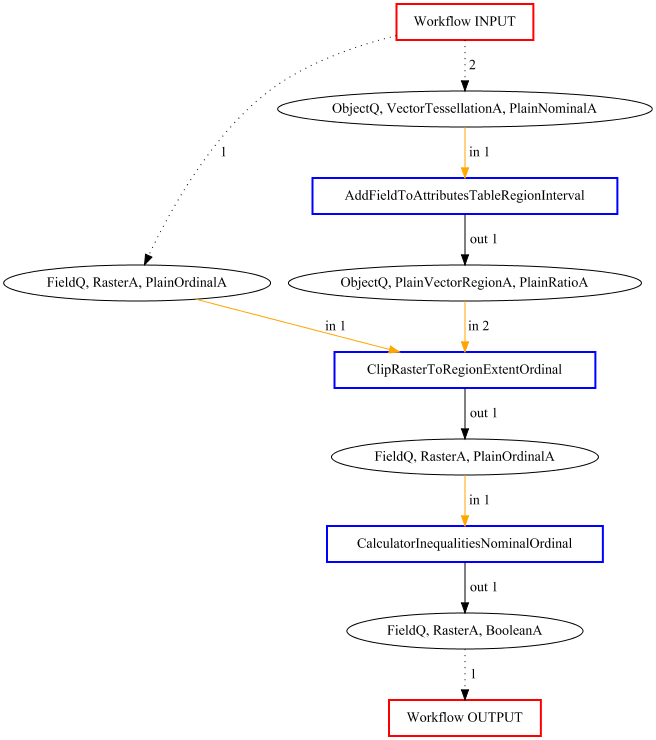 Workflow INPUT
2
ObjectQ, VectorTessellationA, PlainNominalA
1
in 1
AddFieldToAttributesTableRegionInterval
out 1
FieldQ, RasterA, PlainOrdinalA
ObjectQ, PlainVectorRegionA, PlainRatioA
in 1
in 2
ClipRasterToRegionExtentOrdinal
out 1
FieldQ, RasterA, PlainOrdinalA
in 1
CalculatorInequalitiesNominalOrdinal
out 1
FieldQ, RasterA, BooleanA
1
Workflow OUTPUT